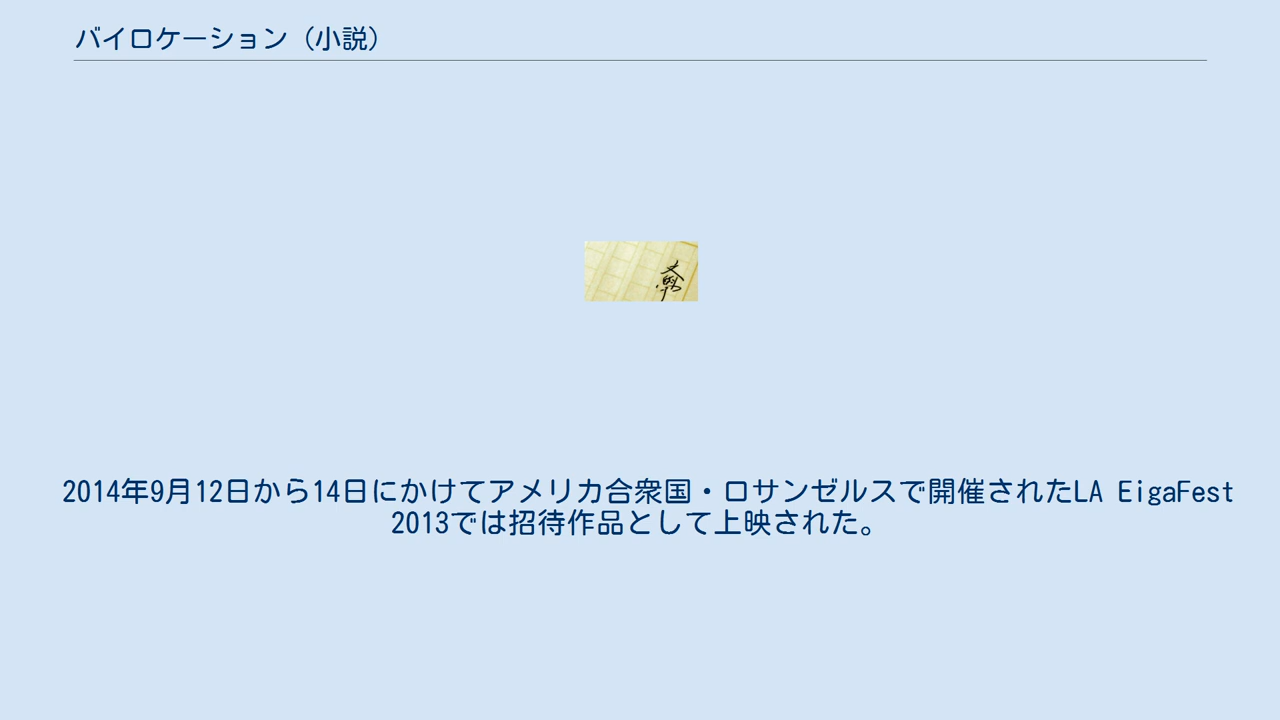 バイロケーション（小説）
2014年9月12日から14日にかけてアメリカ合衆国・ロサンゼルスで開催されたLA EigaFest
2013では招待作品として上映された。